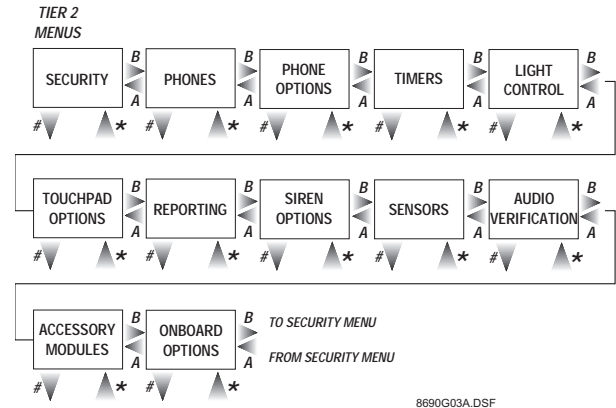 TIER 2
MENUS
SECURITY B A PHONES B A PHONE OPTIONS B A TIMERS B A LIGHT CONTROL B A
# * # * # * # * # *
TOUCHPAD OPTIONS B A REPORTING B A SIREN OPTIONS B A SENSORS B A AUDIO VERIFICATION B A
# * # * # * # * # *
ACCESSORY MODULES B A ONBOARD OPTIONS B TO SECURITY MENU
A FROM SECURITY MENU
# * # *
8690G03A.DSF